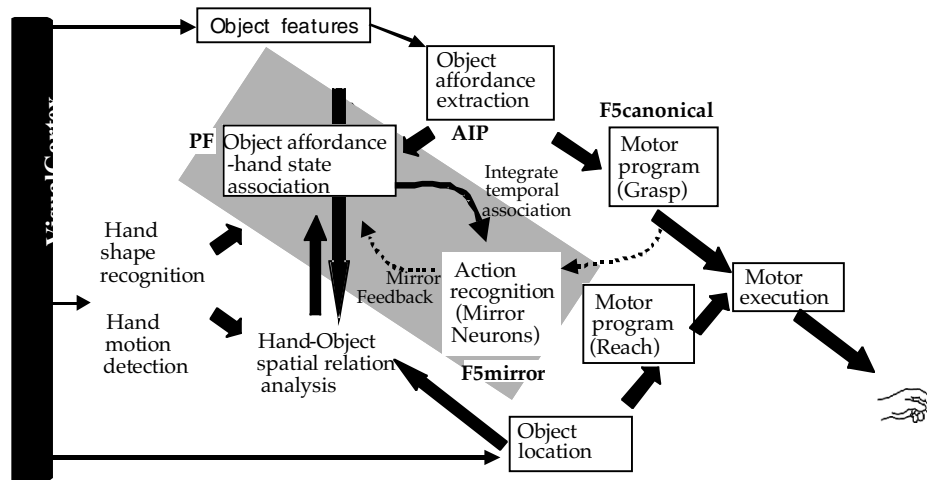 Object features
Object
affordance
extraction
AIP
F5canonical
Motor
program
(Grasp)
PF
Object affordance
-hand state
association
Integrate
temporal
association
Visual Cortex
Hand
shape
recognition
Hand
motion
detection
Mirror
Feedback
Action
recognition
(Mirror
Neurons)
F5mirror
Motor
program
(Reach)
Motor
execution
Hand-Object
spatial relation
analysis
Object
location